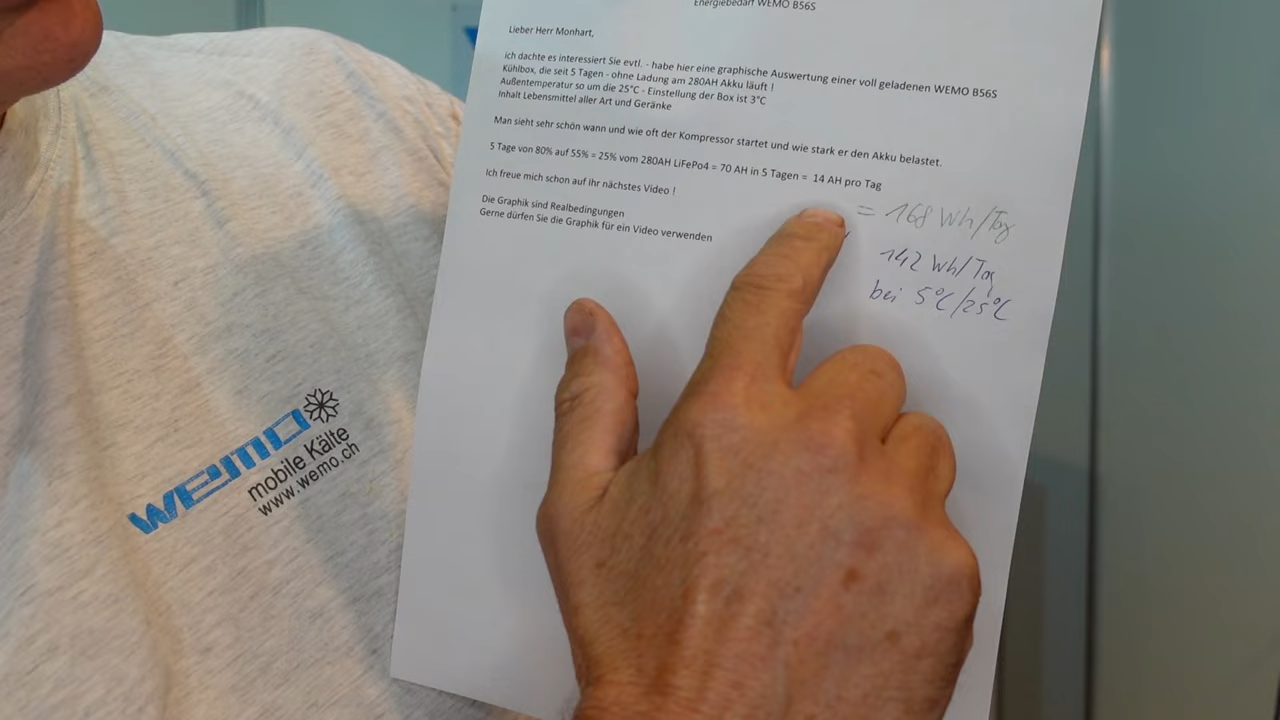 Energiebedarf WEMO B56S
Lieber Herr Monhart,
ich dachte es interessiert Sie evtl. - habe hier eine graphische Auswertung einer voll geladenen WEMO B56S
Kühlbox, die seit 5 Tagen - ohne Ladung am 280AH Akku läuft !
Außentemperatur so um die 25°C - Einstellung der Box ist 3°C
Inhalt Lebensmittel aller Art und Geränke
Man sieht sehr schön wann und wie oft der Kompressor startet und wie stark er den Akku belastet.
5 Tage von 80% auf 55% = 25% vom 280AH LiFePo4 = 70 AH in 5 Tagen = 14 AH pro Tag
Ich freue mich schon auf Ihr nächstes Video !
= 168 Wh/Tag
Die Graphik sind Realbedingungen
Gerne dürfen Sie die Graphik für ein Video verwenden
142 Wh/Tag
bei 5°C/25°C
WEMO
mobile Kälte
www.wemo.ch